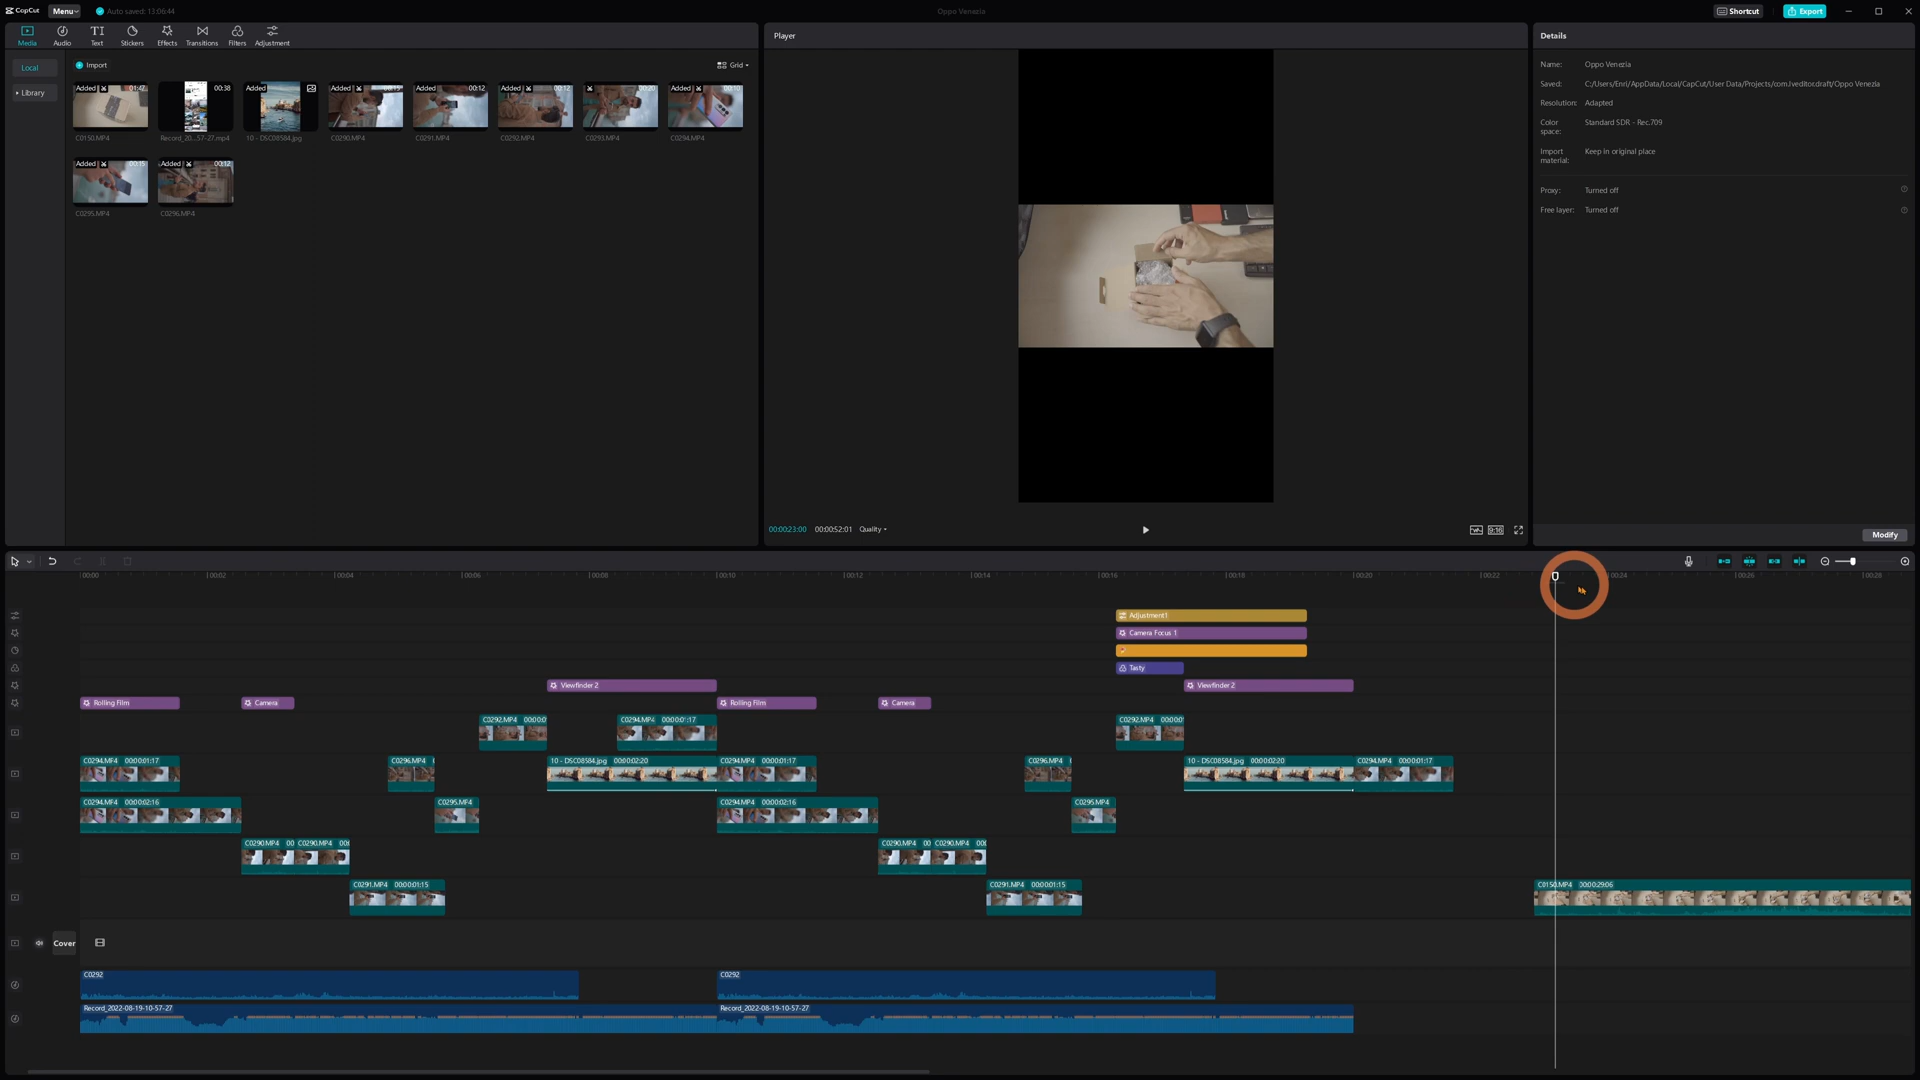 CapCut Menu Auto saved: 13:06:44 Oppo Venezia Shortcut Export
Media Audio Text Stickers Effects Transitions Filters Adjustment
Player
Details
Local
Import
Grid
Library
Added 01:47
00:38
Added
Added 00:15
Added 00:12
Added 00:12
00:20
Added 00:10
C0150.MP4
Record_20...57-27.mp4
10 - DSC08584.jpg
C0290.MP4
C0291.MP4
C0292.MP4
C0293.MP4
C0294.MP4
Added 00:15
Added 00:12
C0295.MP4
C0296.MP4
Name: Oppo Venezia
Saved: C:/Users/Enri/AppData/Local/CapCut/User Data/Projects/com.lveditor.draft/Oppo Venezia
Resolution: Adapted
Color space: Standard SDR - Rec.709
Import material: Keep in original place
Proxy: Turned off
Free layer: Turned off
00:00:23:00 00:00:52:01 Quality
9:16
Modify
00:00 00:02 00:04 00:06 00:08 00:10 00:12 00:14 00:16 00:18 00:20 00:22 00:24 00:26 00:28
Adjustment1
Camera Focus 1
Tasty
Viewfinder 2
Viewfinder 2
Rolling Film
Camera
Rolling Film
Camera
C0292.MP4 00:00:0
C0294.MP4 00:00:01:17
C0292.MP4 00:00:0
C0294.MP4 00:00:01:17
C0296.MP4
10 - DSC08584.jpg 00:00:02:20
C0294.MP4 00:00:01:17
C0296.MP4
10 - DSC08584.jpg 00:00:02:20
C0294.MP4 00:00:01:17
C0294.MP4 00:00:02:16
C0295.MP4
C0294.MP4 00:00:02:16
C0295.MP4
C0290.MP4 00
C0290.MP4 00:
C0290.MP4 00
C0290.MP4 00:
C0291.MP4 00:00:01:15
C0291.MP4 00:00:01:15
C0150.MP4 00:00:29:06
Cover
C0292
C0292
Record_2022-08-19-10-57-27
Record_2022-08-19-10-57-27